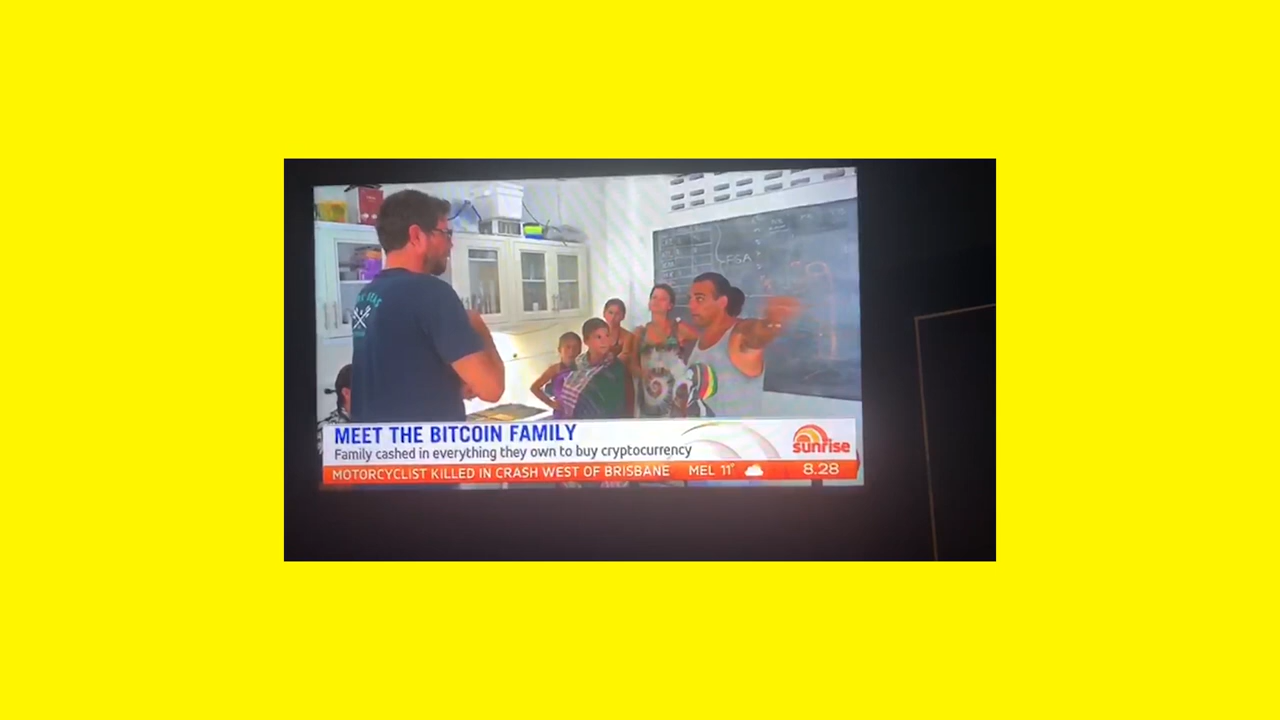 FSA
MEET THE BITCOIN FAMILY
Family cashed in everything they own to buy cryptocurrency
sunrise
MOTORCYCLIST KILLED IN CRASH WEST OF BRISBANE MEL 11° 8.28